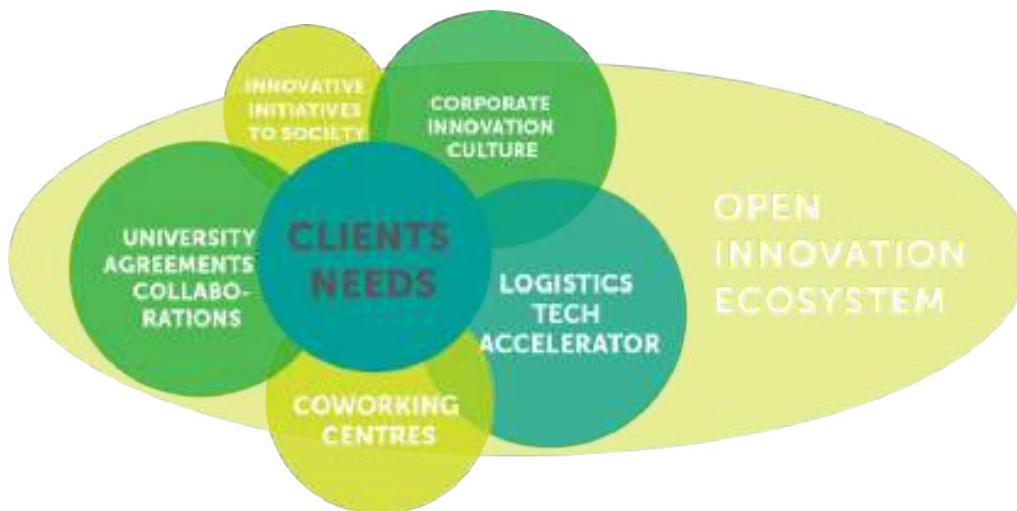 INNOVATIVE
INITIATIVES
TO SOCILTY
CORPORATE
INNOVATION
CULTURE
UNIVERSITY
AGREEMENTS
COLLABO-
RATIONS
CLIENTS
NEEDS
LOGISTICS
TECH
ACCELERATOR
COWORKING
CENTRES
OPEN
INNOVATION
ECOSYSTEM